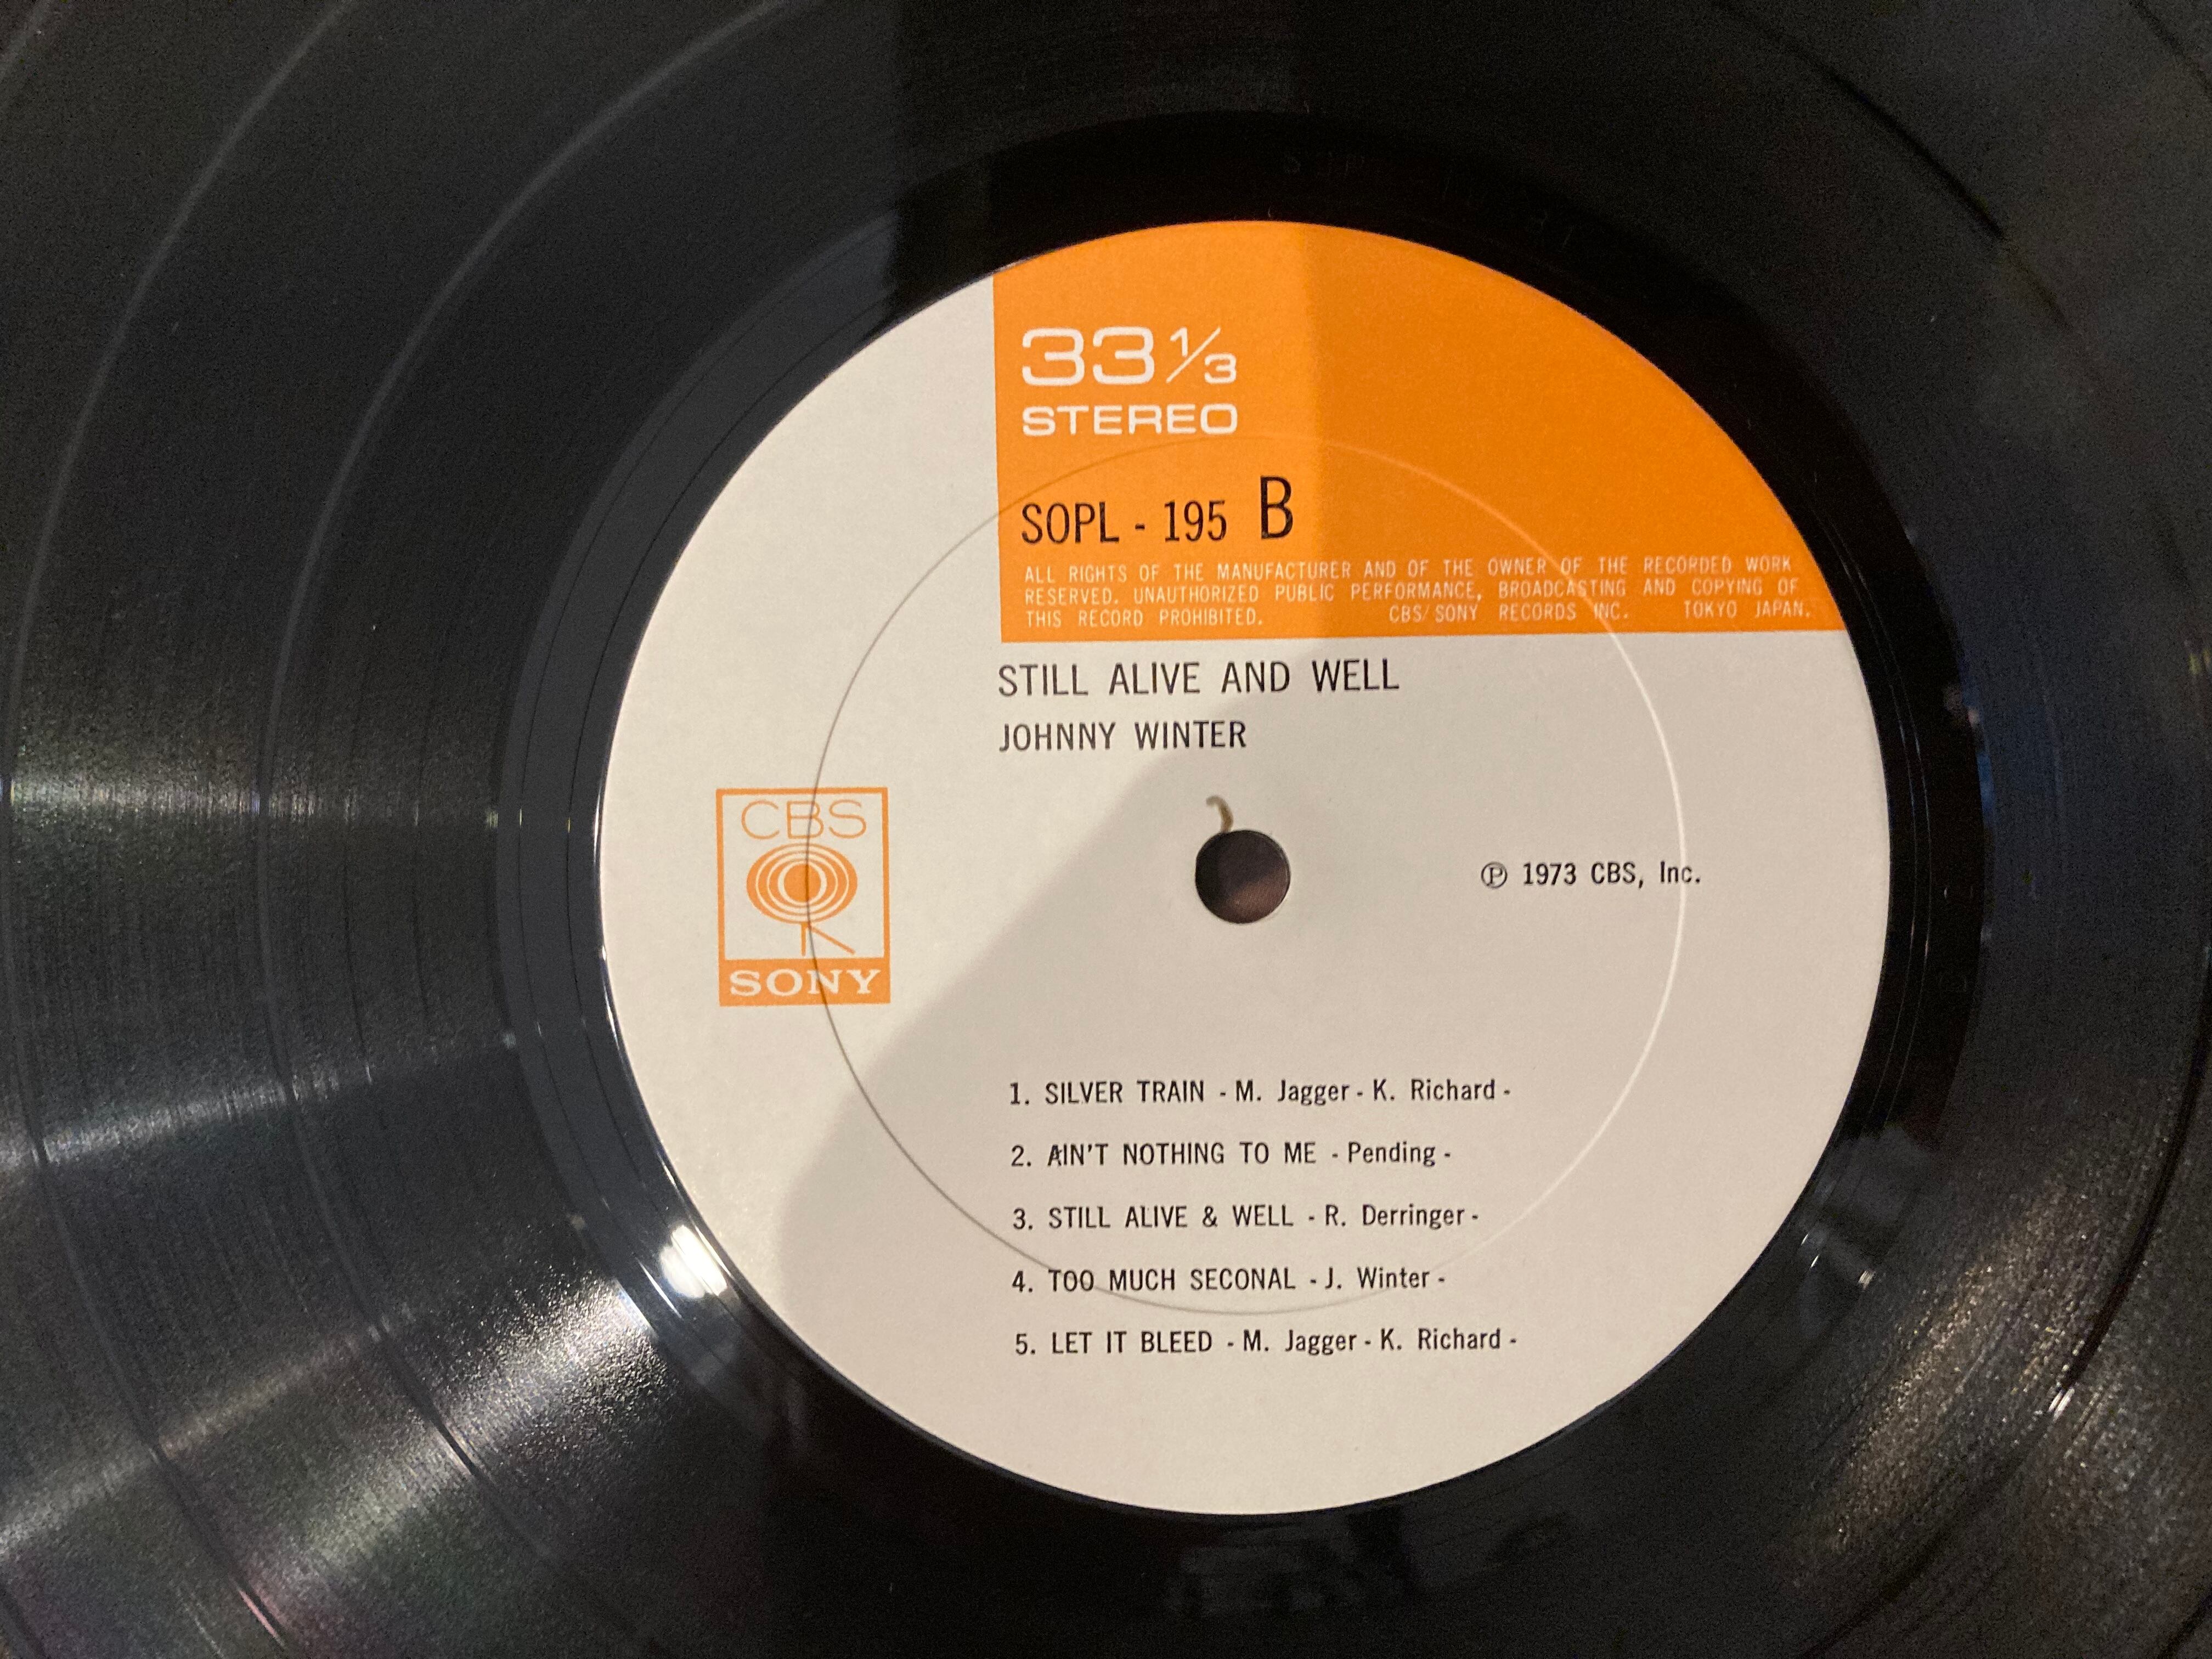 33 1/3
STEREO
SOPL - 195 B
ALL RIGHTS OF THE MANUFACTURER AND OF THE OWNER OF THE RECORDED WORK
RESERVED. UNAUTHORIZED PUBLIC PERFORMANCE, BROADCASTING AND COPYING OF
THIS RECORD PROHIBITED. CBS/SONY RECORDS INC. TOKYO JAPAN.
STILL ALIVE AND WELL
JOHNNY WINTER
CBS
SONY
℗ 1973 CBS, Inc.
1. SILVER TRAIN - M. Jagger - K. Richard -
2. AIN'T NOTHING TO ME - Pending -
3. STILL ALIVE & WELL - R. Derringer -
4. TOO MUCH SECONAL - J. Winter -
5. LET IT BLEED - M. Jagger - K. Richard -